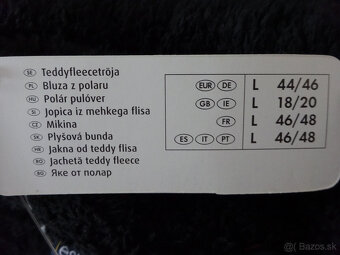 SE Teddyfleecetröja
PL Bluza z polaru
HU Polár pulóver
SI Jopica iz mehkega flisa
CZ Mikina
SK Plyšová bunda
HR Jakna od teddy flisa
RO Jachetă teddy fleece
BG Яке от полар
EUR DE L 44/46
GB IE L 18/20
FR L 46/48
ES IT PT L 46/48
Bazos.sk